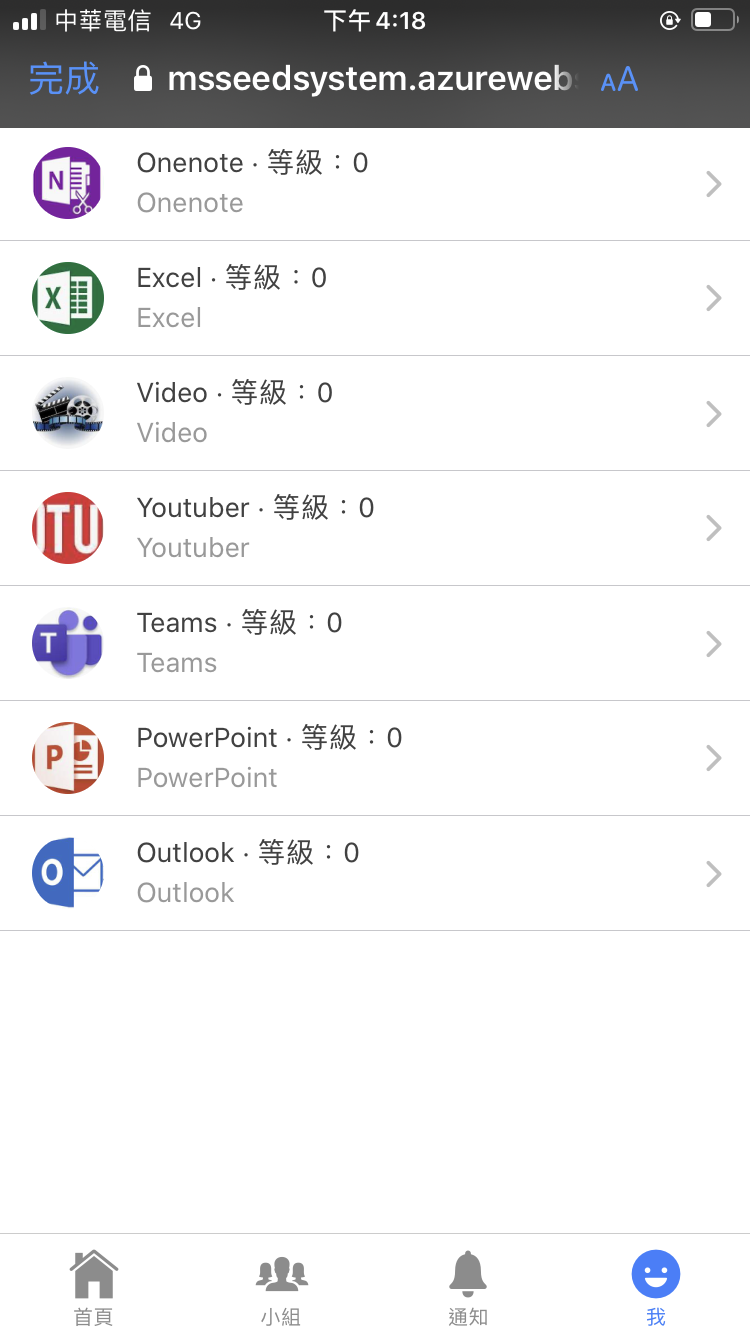 中華電信 4G 下午4:18
完成 msseedsystem.azureweb AA
Onenote · 等級：0
Onenote
Excel · 等級：0
Excel
Video · 等級：0
Video
Youtuber · 等級：0
Youtuber
Teams · 等級：0
Teams
PowerPoint · 等級：0
PowerPoint
Outlook · 等級：0
Outlook
首頁 小組 通知 我